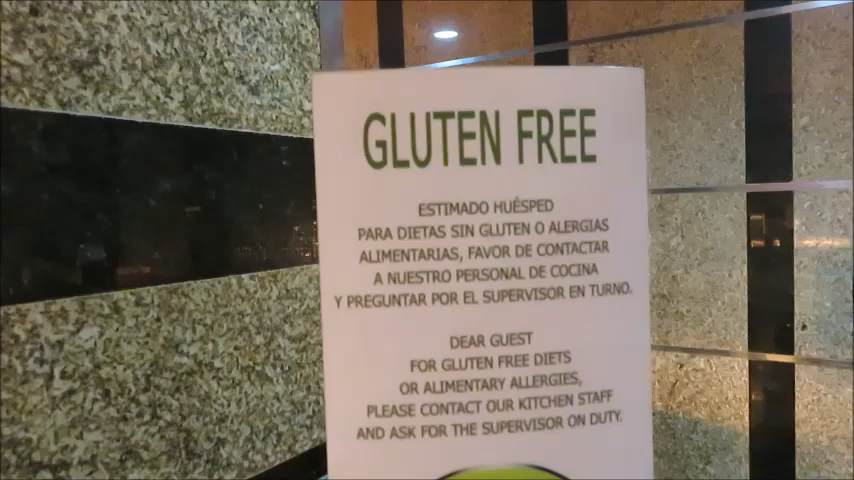 GLUTEN FREE
ESTIMADO HUÉSPED
PARA DIETAS SIN GLUTEN O ALERGIAS
ALIMENTARIAS, FAVOR DE CONTACTAR
A NUESTRO PERSONAL DE COCINA
Y PREGUNTAR POR EL SUPERVISOR EN TURNO.
DEAR GUEST
FOR GLUTEN FREE DIETS
OR ALIMENTARY ALLERGIES,
PLEASE CONTACT OUR KITCHEN STAFF
AND ASK FOR THE SUPERVISOR ON DUTY.